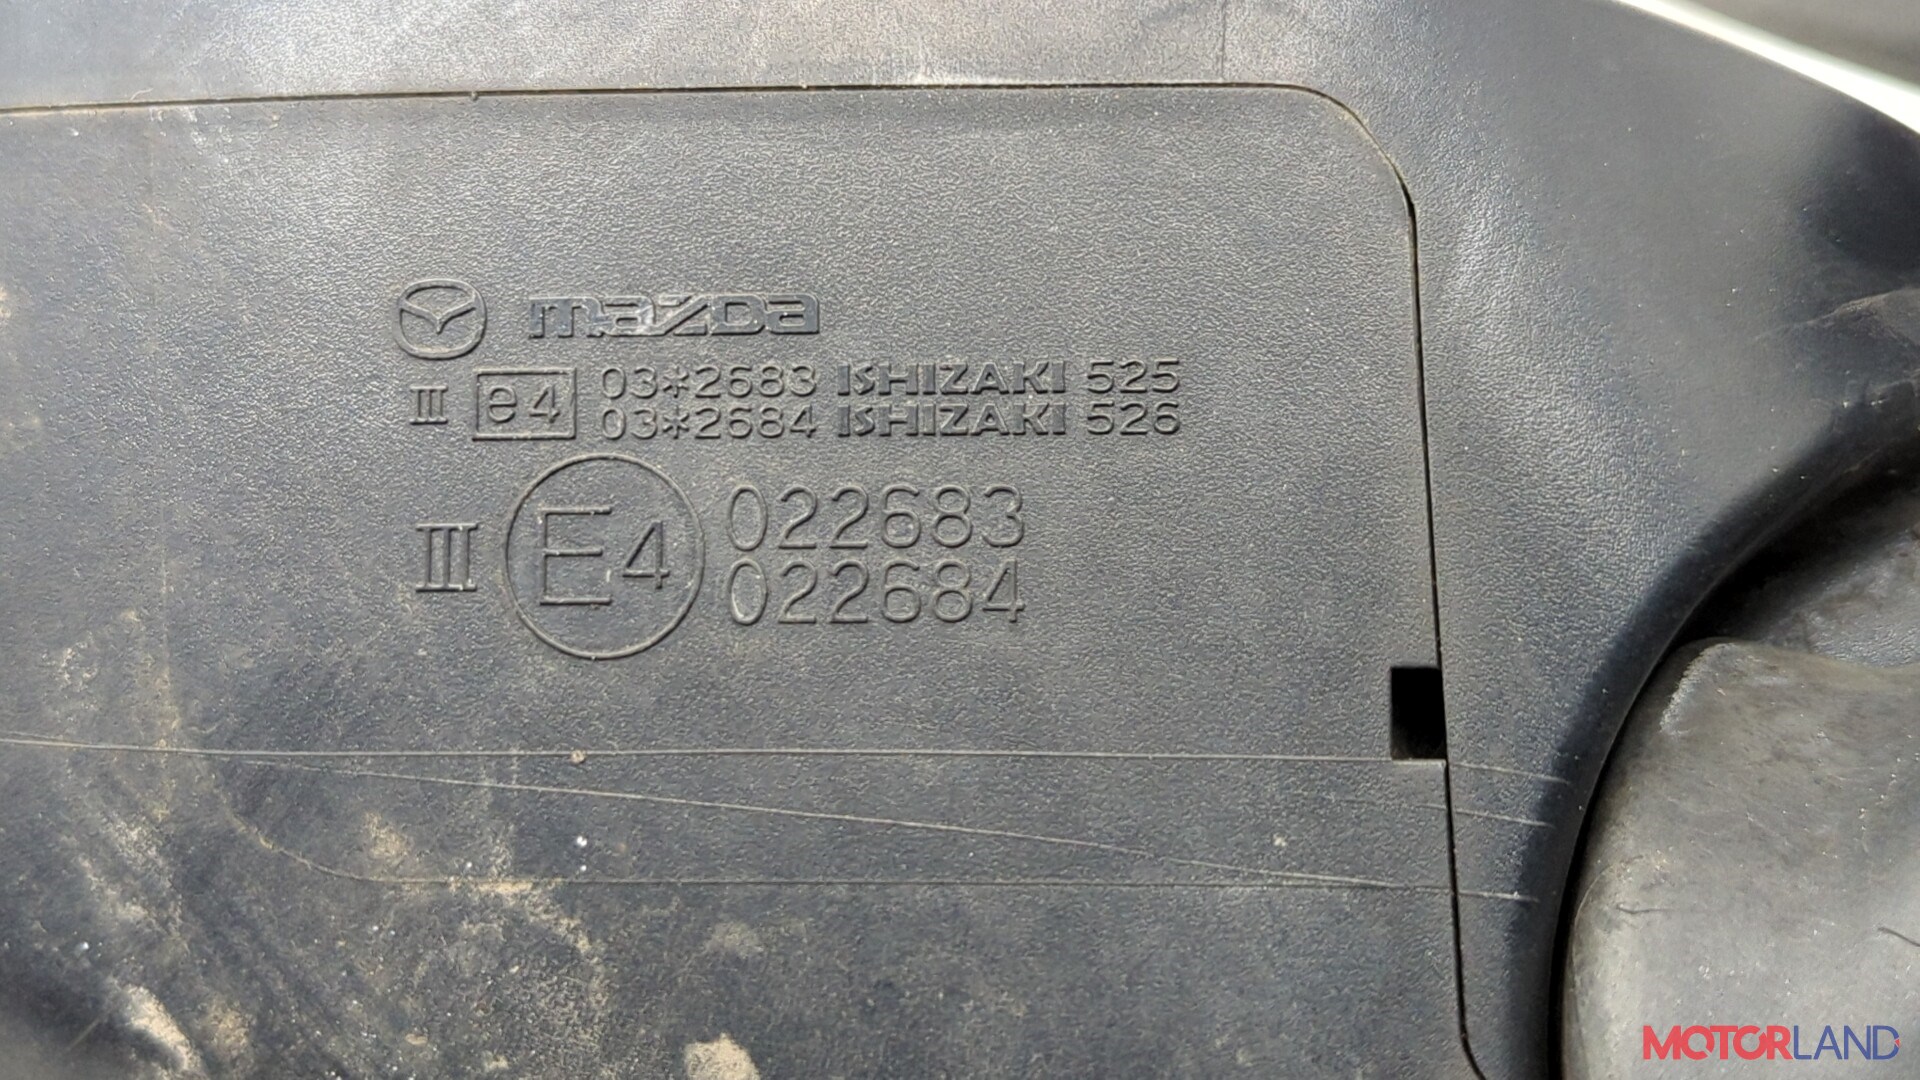 mazda
III e4 03*2683 ISHIZAKI 525
03*2684 ISHIZAKI 526
III E4 022683
022684
MOTORLAND